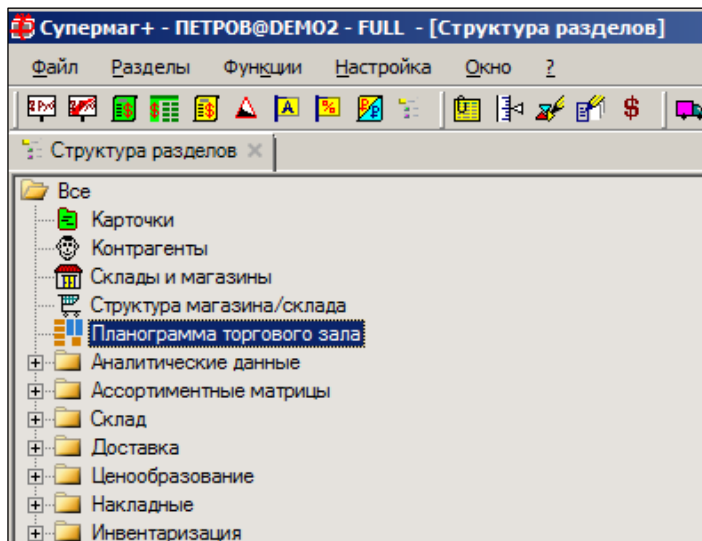 Супермаг+ - ПЕТРОВ@DEMO2 - FULL - [Структура разделов]
Файл Разделы Функции Настройка Окно ?
Структура разделов
Все
Карточки
Контрагенты
Склады и магазины
Структура магазина/склада
Планограмма торгового зала
Аналитические данные
Ассортиментные матрицы
Склад
Доставка
Ценообразование
Накладные
Инвентаризация